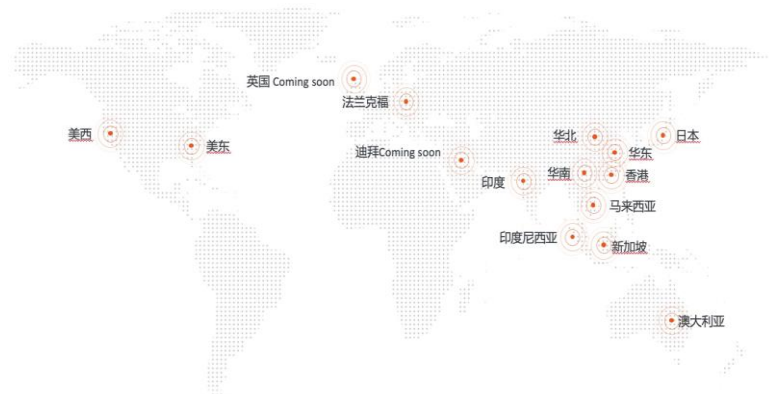 英国 Coming soon
法兰克福
美西
美东
华北
日本
迪拜Coming soon
华东
印度
华南
香港
马来西亚
印度尼西亚
新加坡
澳大利亚